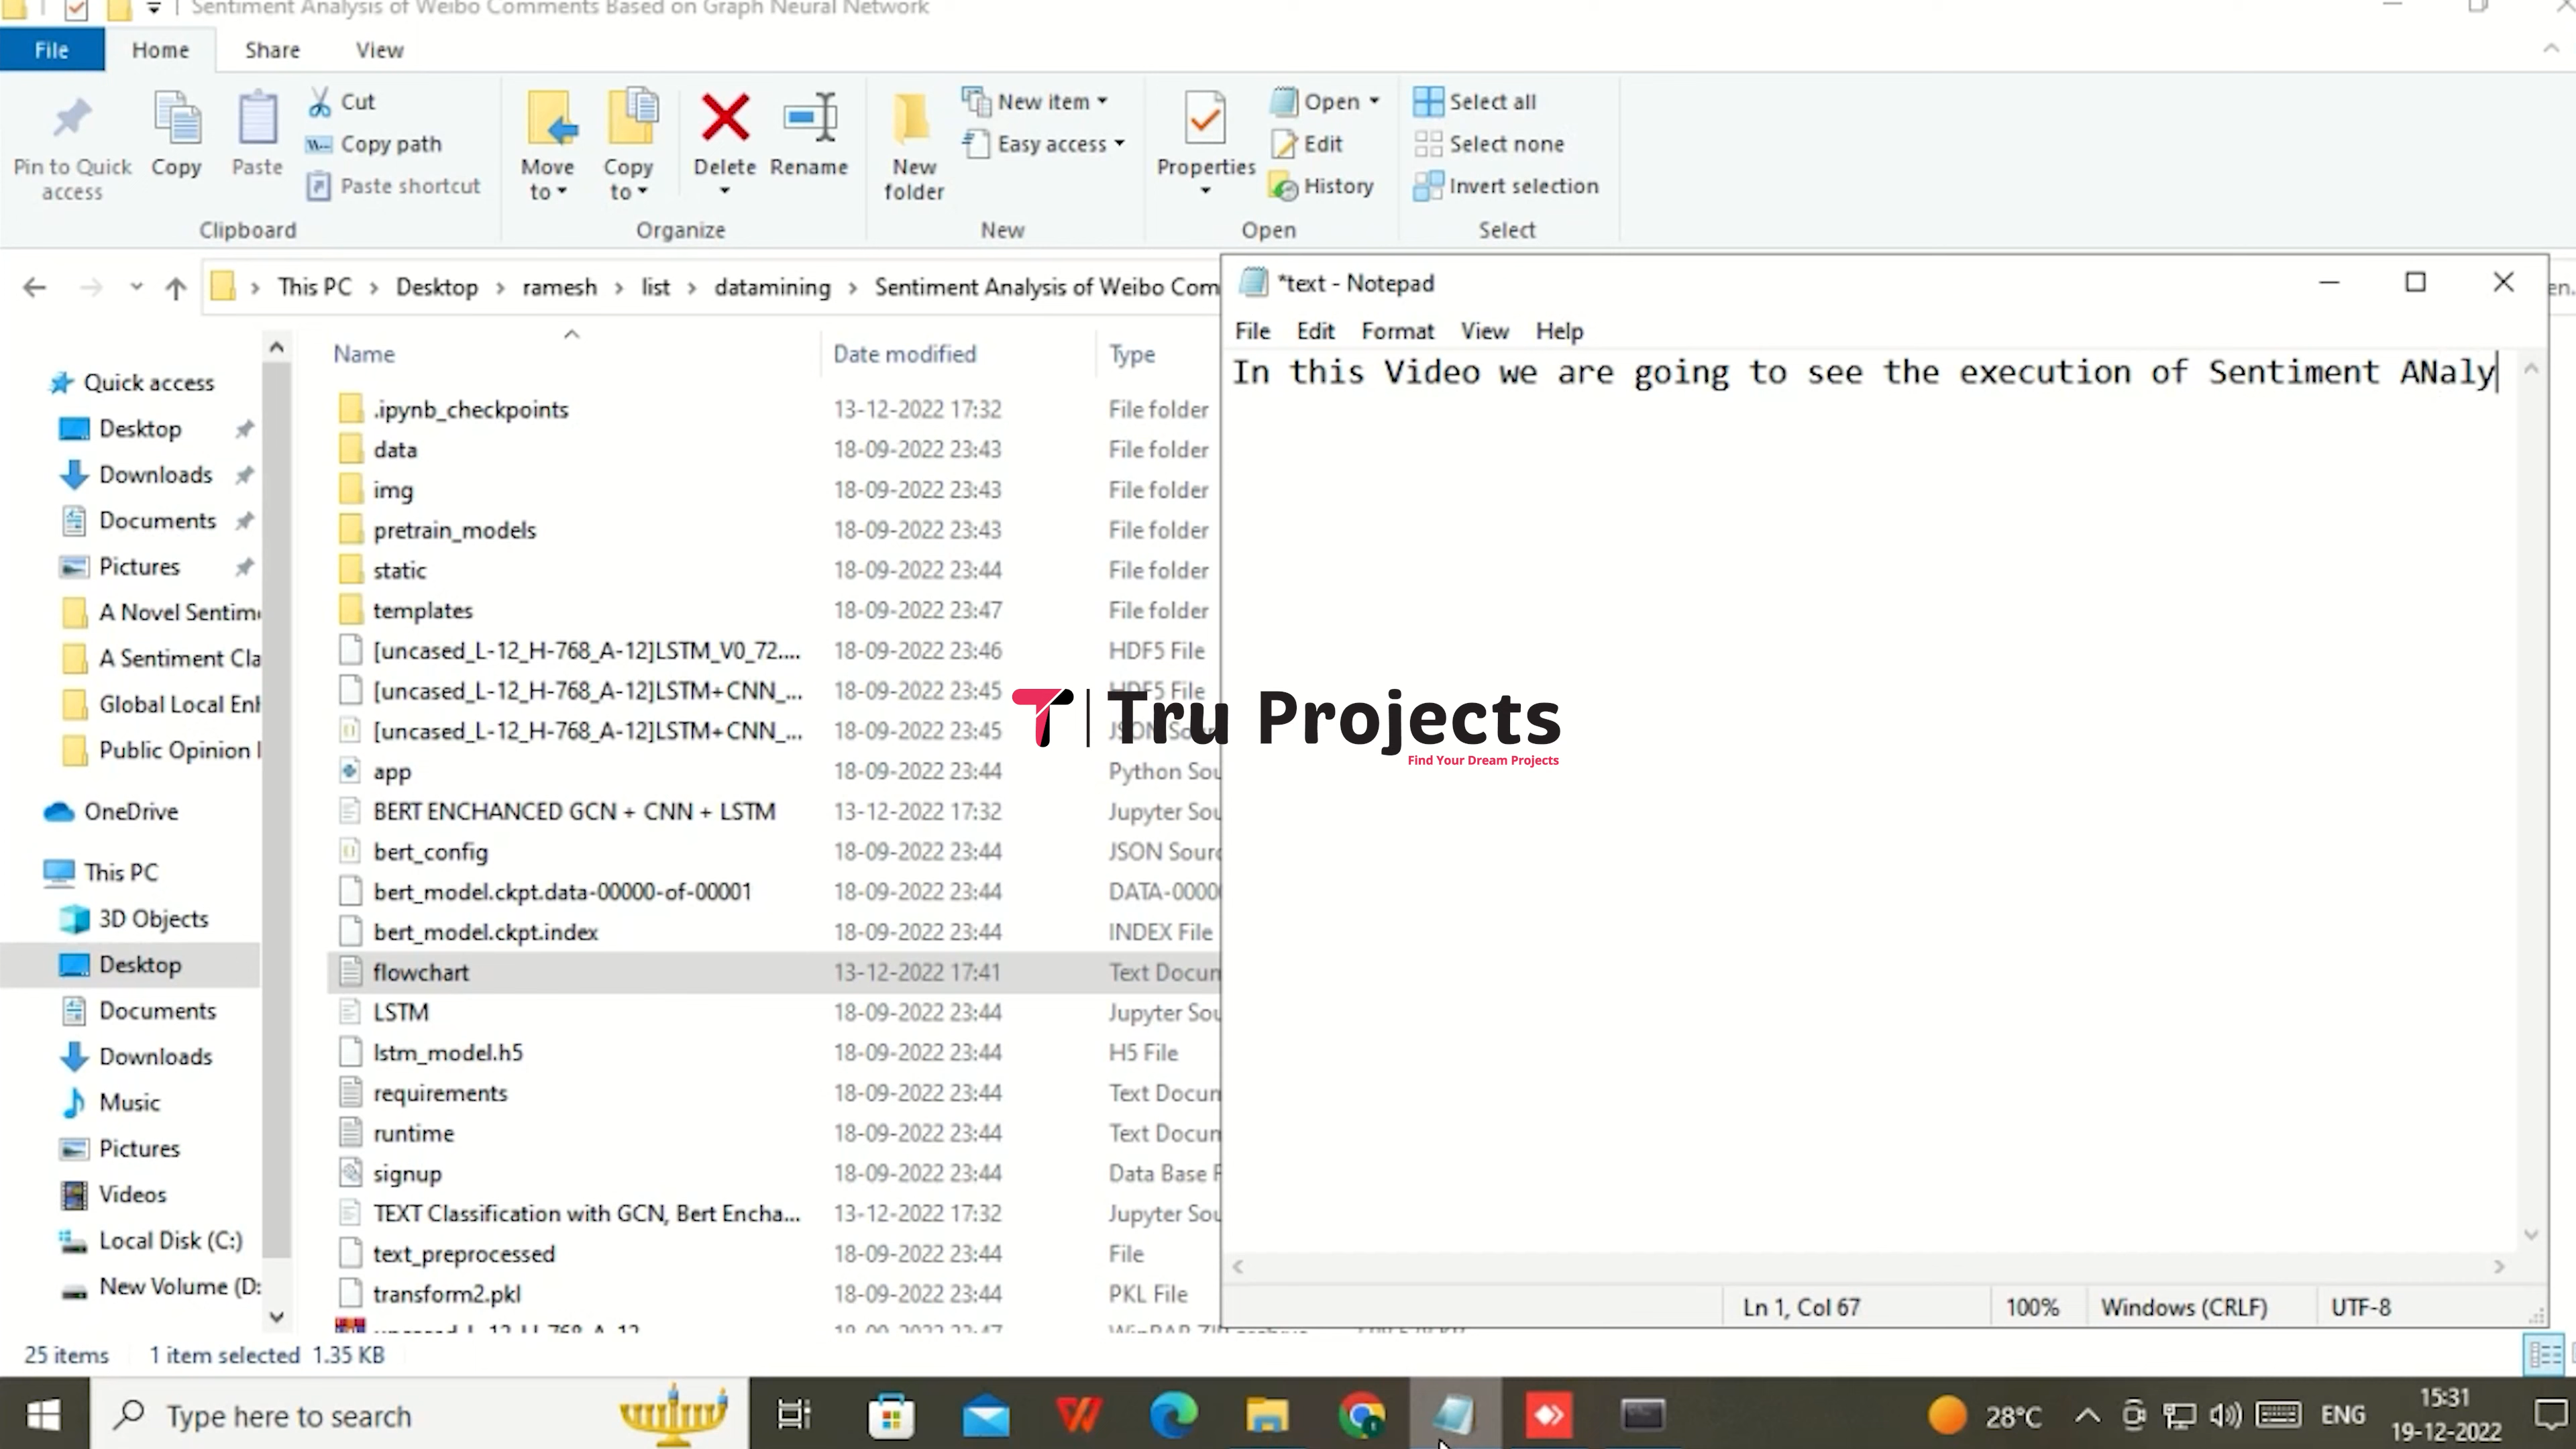 Sentiment Analysis of Weibo Comments Based on Graph Neural Network
File Home Share View
Pin to Quick access
Copy
Paste
Cut
Copy path
Paste shortcut
Move to
Copy to
Delete
Rename
New folder
New item
Easy access
Properties
Open
Edit
History
Select all
Select none
Invert selection
Clipboard Organize New Open Select
This PC > Desktop > ramesh > list > datamining > Sentiment Analysis of Weibo Com
en.
Quick access
Desktop
Downloads
Documents
Pictures
A Novel Sentim
A Sentiment Cla
Global Local Enh
Public Opinion
OneDrive
This PC
3D Objects
Desktop
Documents
Downloads
Music
Pictures
Videos
Local Disk (C:)
New Volume (D:
Name Date modified Type
.ipynb_checkpoints 13-12-2022 17:32 File folder
data 18-09-2022 23:43 File folder
img 18-09-2022 23:43 File folder
pretrain_models 18-09-2022 23:43 File folder
static 18-09-2022 23:44 File folder
templates 18-09-2022 23:47 File folder
[uncased_L-12_H-768_A-12]LSTM_V0_72.... 18-09-2022 23:46 HDF5 File
[uncased_L-12_H-768_A-12]LSTM+CNN_... 18-09-2022 23:45 HDF5 File
[uncased_L-12_H-768_A-12]LSTM+CNN_... 18-09-2022 23:45 JSON Sour
app 18-09-2022 23:44 Python Sou
BERT ENCHANCED GCN + CNN + LSTM 13-12-2022 17:32 Jupyter Sou
bert_config 18-09-2022 23:44 JSON Sourc
bert_model.ckpt.data-00000-of-00001 18-09-2022 23:44 DATA-0000
bert_model.ckpt.index 18-09-2022 23:44 INDEX File
flowchart 13-12-2022 17:41 Text Docum
LSTM 18-09-2022 23:44 Jupyter Sou
lstm_model.h5 18-09-2022 23:44 H5 File
requirements 18-09-2022 23:44 Text Docum
runtime 18-09-2022 23:44 Text Docum
signup 18-09-2022 23:44 Data Base F
TEXT Classification with GCN, Bert Encha... 13-12-2022 17:32 Jupyter Sou
text_preprocessed 18-09-2022 23:44 File
transform2.pkl 18-09-2022 23:44 PKL File
*text - Notepad
File Edit Format View Help
In this Video we are going to see the execution of Sentiment ANaly
Ln 1, Col 67 100% Windows (CRLF) UTF-8
Tru Projects
Find Your Dream Projects
25 items 1 item selected 1.35 KB
Type here to search
28°C ENG
15:31
19-12-2022